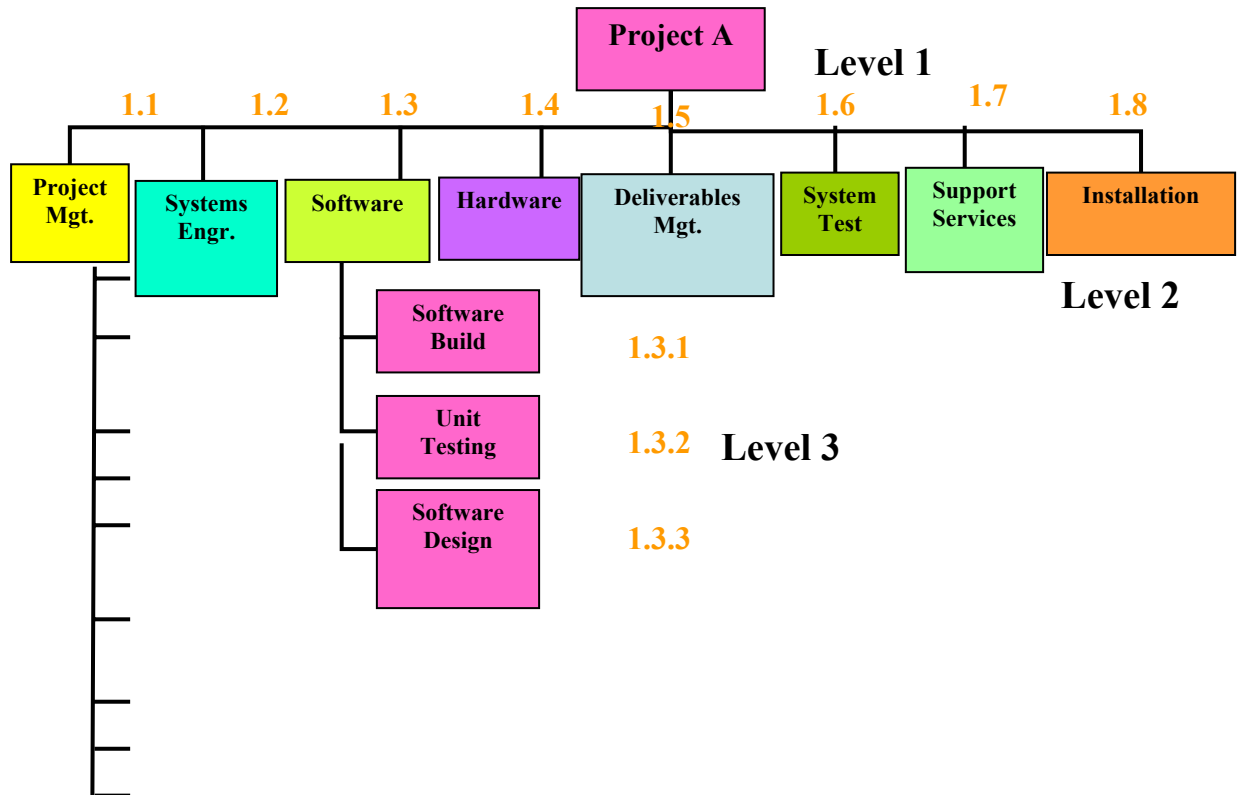 Project A
Level 1
1.1 1.2 1.3 1.4 1.5 1.6 1.7 1.8
Project
Mgt.
Systems
Engr.
Software
Hardware
Deliverables
Mgt.
System
Test
Support
Services
Installation
Level 2
Software
Build
1.3.1
Unit
Testing
1.3.2
Level 3
Software
Design
1.3.3